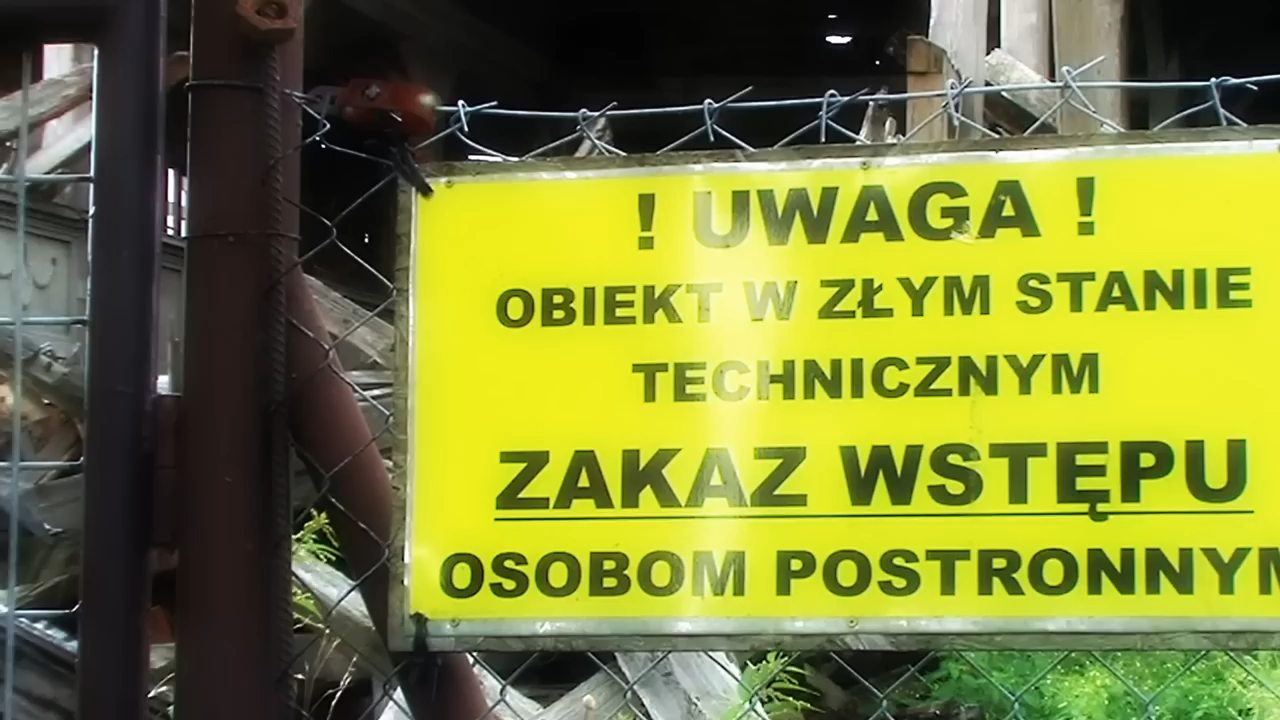 ! UWAGA !
OBIEKT W ZŁYM STANIE
TECHNICZNYM
ZAKAZ WSTĘPU
OSOBOM POSTRONNYM